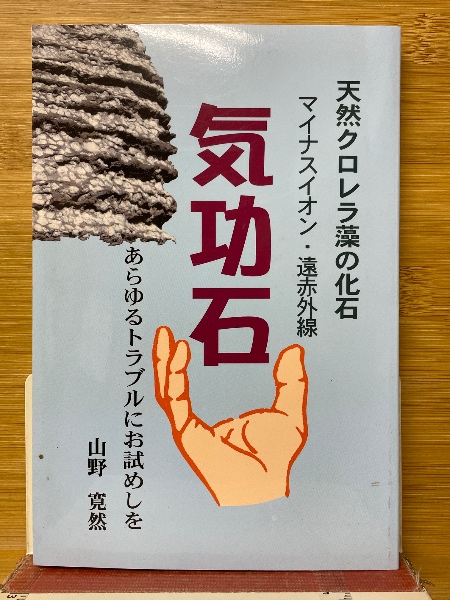 天然クロレラ藻の化石
マイナスイオン・遠赤外線
気功石
あらゆるトラブルにお試めしを
山野 寛然